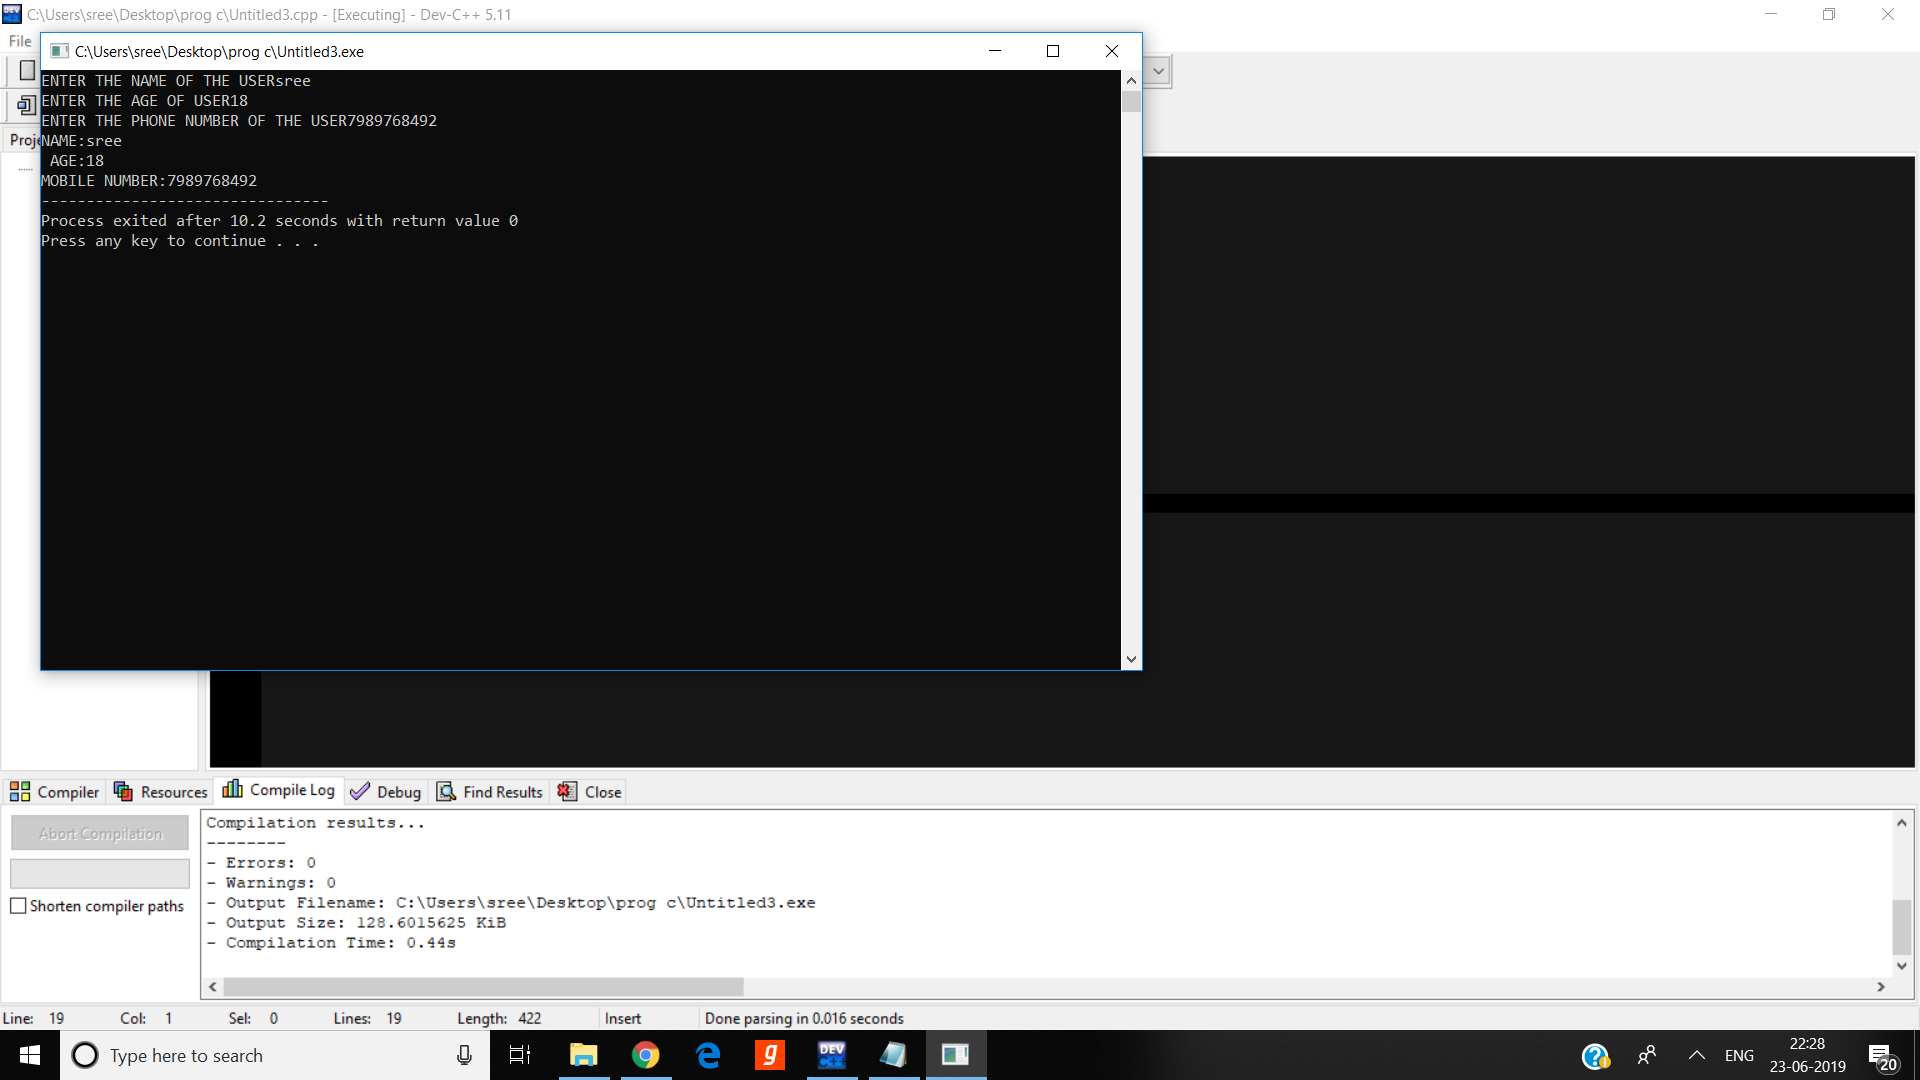 C:\Users\sree\Desktop\prog c\Untitled3.cpp - [Executing] - Dev-C++ 5.11
File
C:\Users\sree\Desktop\prog c\Untitled3.exe
ENTER THE NAME OF THE USERsree
ENTER THE AGE OF USER18
ENTER THE PHONE NUMBER OF THE USER7989768492
NAME:sree
 AGE:18
MOBILE NUMBER:7989768492
--------------------------------
Process exited after 10.2 seconds with return value 0
Press any key to continue . . .
Compiler Resources Compile Log Debug Find Results Close
Abort Compilation
Shorten compiler paths
Compilation results...
--------
- Errors: 0
- Warnings: 0
- Output Filename: C:\Users\sree\Desktop\prog c\Untitled3.exe
- Output Size: 128.6015625 KiB
- Compilation Time: 0.44s
Line: 19 Col: 1 Sel: 0 Lines: 19 Length: 422 Insert Done parsing in 0.016 seconds
Type here to search
DEV C++
ENG
22:28
23-06-2019
20